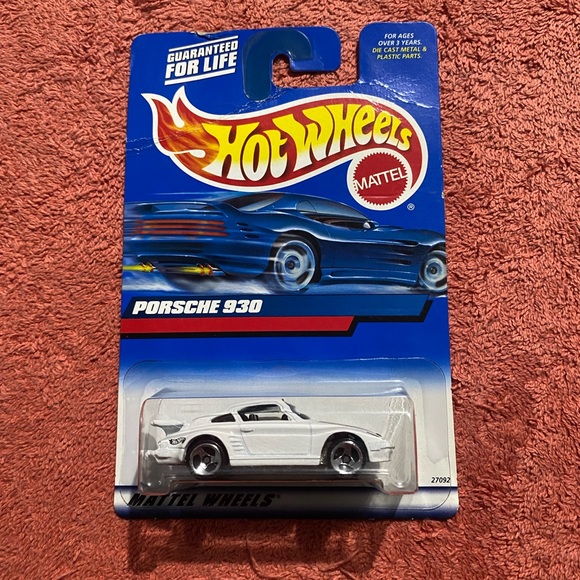 GUARANTEED
FOR LIFE
FOR AGES
OVER 3 YEARS.
DIE CAST METAL &
PLASTIC PARTS.
HOT WHEELS
MATTEL
®
PORSCHE 930
27092
MATTEL WHEELS